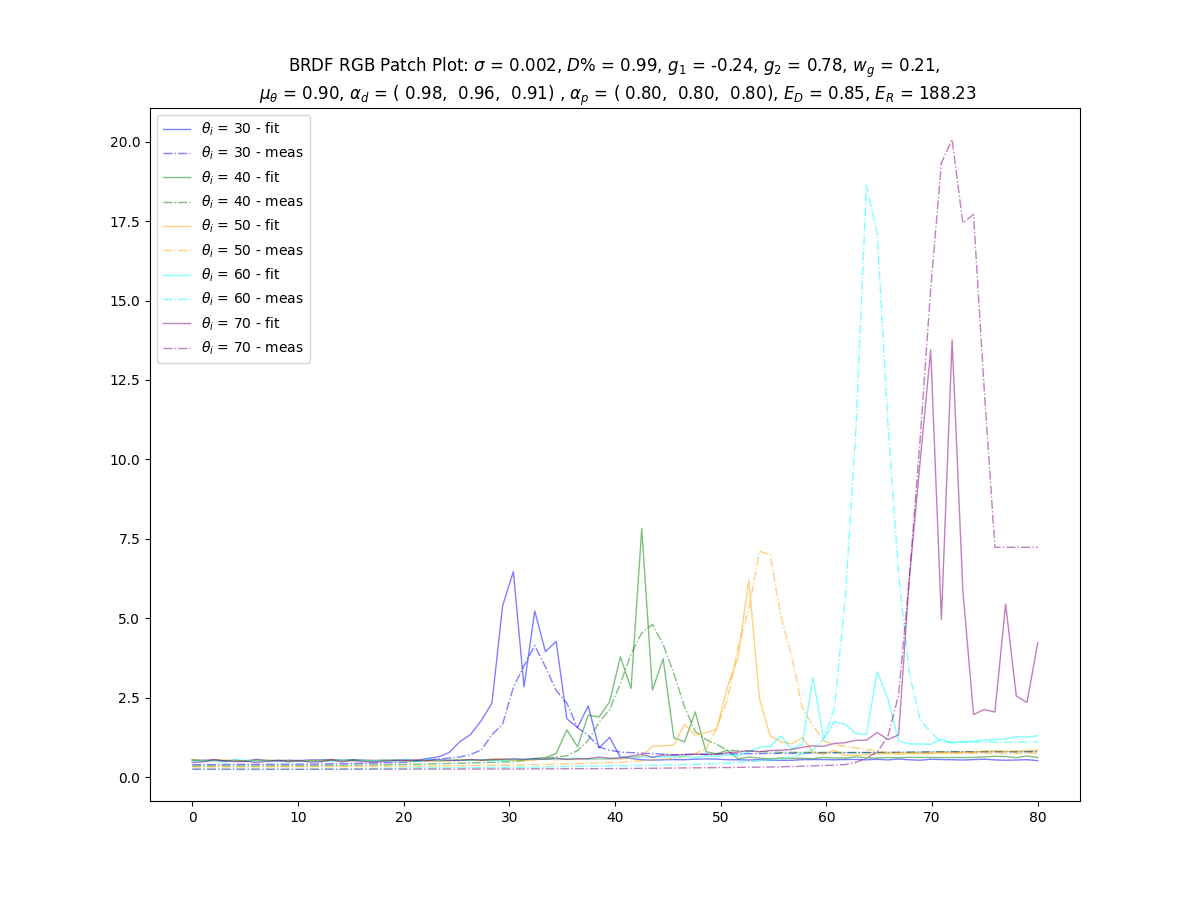 BRDF RGB Patch Plot: σ = 0.002, D% = 0.99, g₁ = -0.24, g₂ = 0.78, w_g = 0.21,
μ_θ = 0.90, α_d = ( 0.98, 0.96, 0.91) , α_p = ( 0.80, 0.80, 0.80), E_D = 0.85, E_R = 188.23
θ_i = 30 - fit
θ_i = 30 - meas
θ_i = 40 - fit
θ_i = 40 - meas
θ_i = 50 - fit
θ_i = 50 - meas
θ_i = 60 - fit
θ_i = 60 - meas
θ_i = 70 - fit
θ_i = 70 - meas
20.0
17.5
15.0
12.5
10.0
7.5
5.0
2.5
0.0
0 10 20 30 40 50 60 70 80